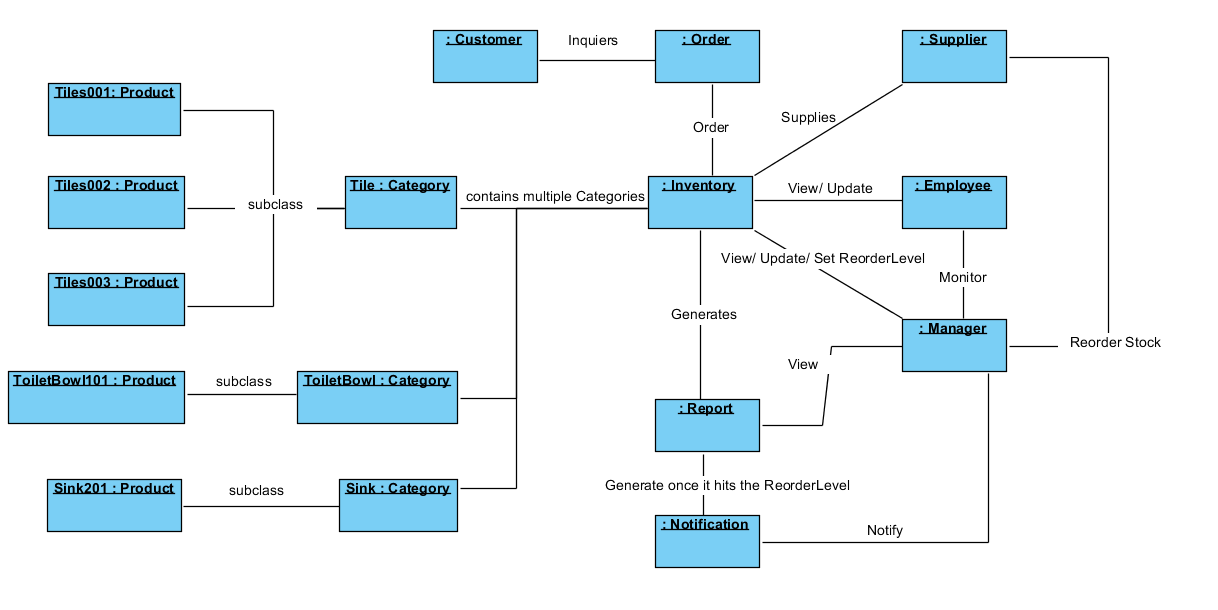 : Customer
Inquiers
: Order
: Supplier
Tiles001: Product
Supplies
Order
Tiles002 : Product
subclass
Tile : Category
contains multiple Categories
: Inventory
View/ Update
: Employee
View/ Update/ Set ReorderLevel
Monitor
Tiles003 : Product
Generates
: Manager
Reorder Stock
View
ToiletBowl101 : Product
subclass
ToiletBowl : Category
: Report
Generate once it hits the ReorderLevel
Sink201 : Product
subclass
Sink : Category
: Notification
Notify